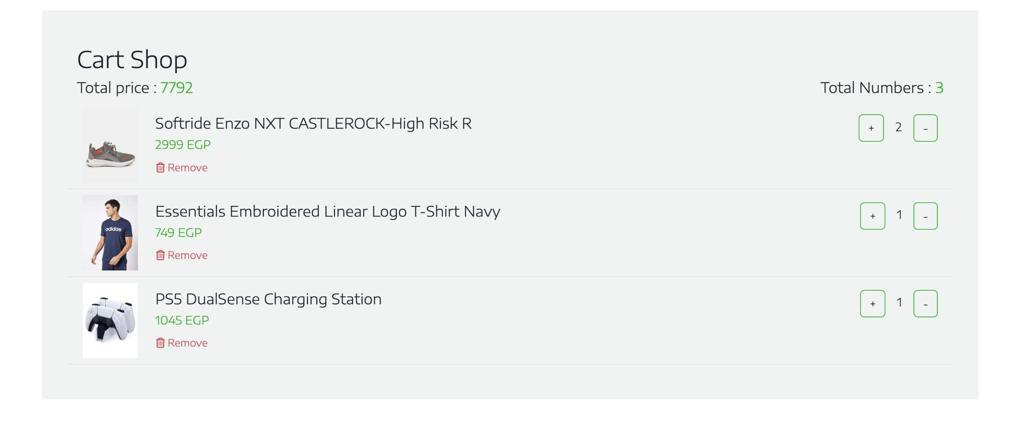 Cart Shop
Total price : 7792
Total Numbers : 3
Softride Enzo NXT CASTLEROCK-High Risk R
2999 EGP
Remove
+ 2 -
Essentials Embroidered Linear Logo T-Shirt Navy
749 EGP
Remove
+ 1 -
adidas
PS5 DualSense Charging Station
1045 EGP
Remove
+ 1 -